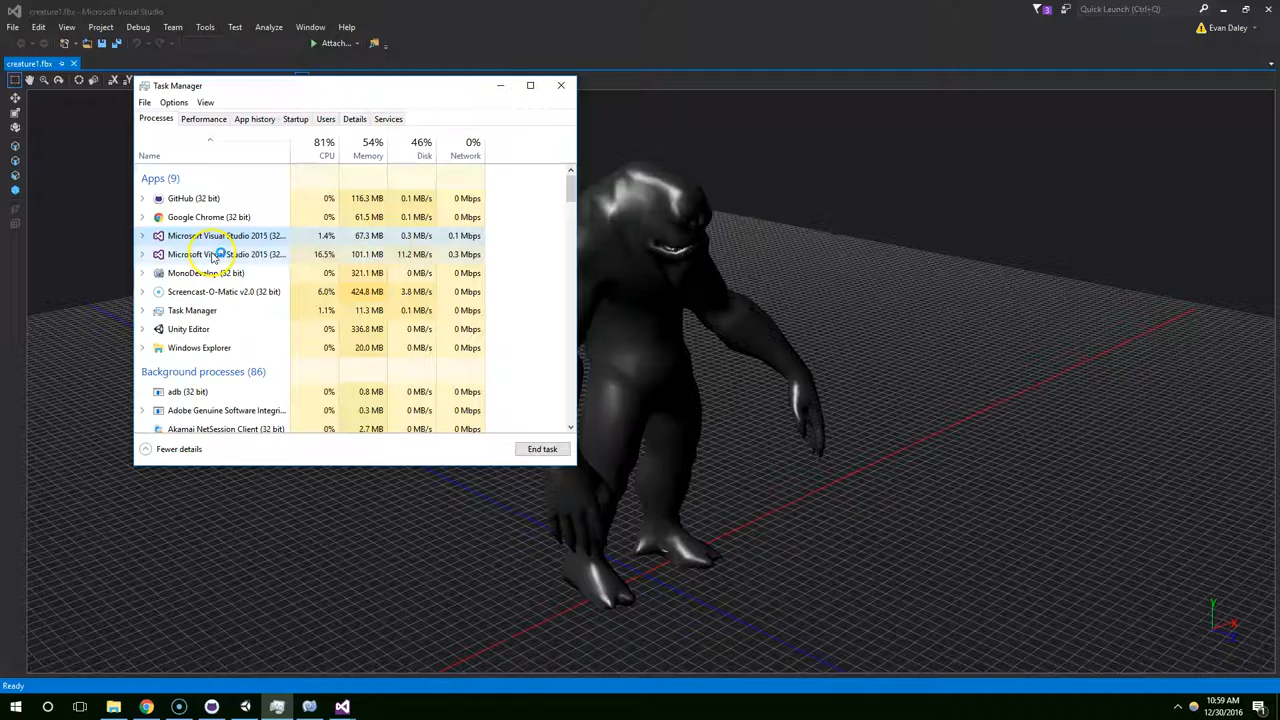 creature1.fbx - Microsoft Visual Studio
3
Quick Launch (Ctrl+Q)
File Edit View Project Debug Team Tools Test Analyze Window Help
Evan Daley
Attach...
creature1.fbx
Task Manager
File Options View
Processes Performance App history Startup Users Details Services
81% 54% 46% 0%
Name CPU Memory Disk Network
Apps (9)
GitHub (32 bit) 0% 116.3 MB 0.1 MB/s 0 Mbps
Google Chrome (32 bit) 0% 61.5 MB 0.1 MB/s 0 Mbps
Microsoft Visual Studio 2015 (32... 1.4% 67.3 MB 0.3 MB/s 0.1 Mbps
Microsoft Visual Studio 2015 (32... 16.5% 101.1 MB 11.2 MB/s 0.3 Mbps
MonoDevelop (32 bit) 0% 321.1 MB 0 MB/s 0 Mbps
Screencast-O-Matic v2.0 (32 bit) 6.0% 424.8 MB 3.8 MB/s 0 Mbps
Task Manager 1.1% 11.3 MB 0.1 MB/s 0 Mbps
Unity Editor 0% 336.8 MB 0 MB/s 0 Mbps
Windows Explorer 0% 20.0 MB 0 MB/s 0 Mbps
Background processes (86)
adb (32 bit) 0% 0.8 MB 0 MB/s 0 Mbps
Adobe Genuine Software Integri... 0% 0.3 MB 0 MB/s 0 Mbps
Akamai NetSession Client (32 bit) 0% 2.7 MB 0 MB/s 0 Mbps
Fewer details End task
Y
X
Ready
10:59 AM
12/30/2016
1